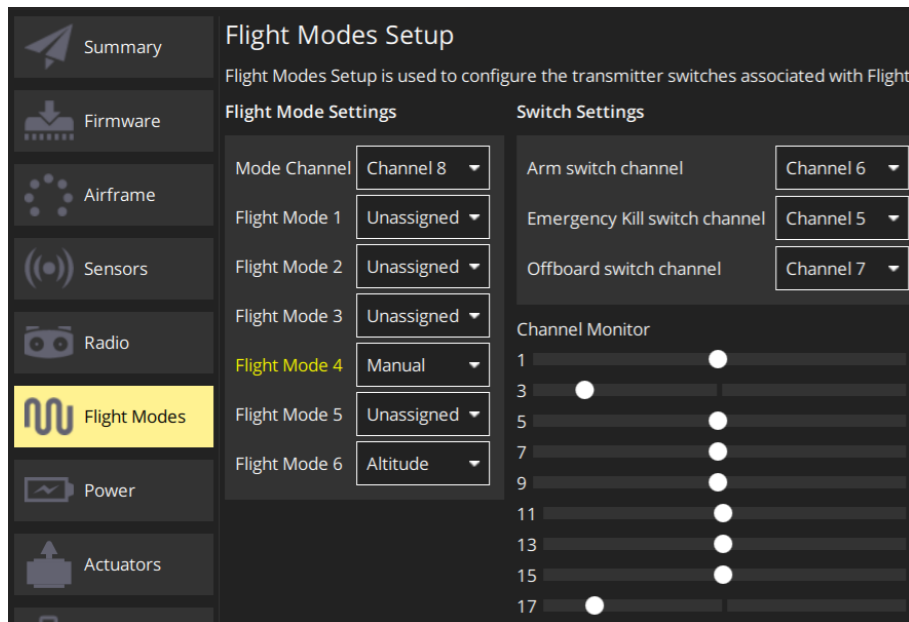 Summary
Firmware
Airframe
Sensors
Radio
Flight Modes
Power
Actuators
Flight Modes Setup
Flight Modes Setup is used to configure the transmitter switches associated with Flight
Flight Mode Settings
Mode Channel Channel 8
Flight Mode 1 Unassigned
Flight Mode 2 Unassigned
Flight Mode 3 Unassigned
Flight Mode 4 Manual
Flight Mode 5 Unassigned
Flight Mode 6 Altitude
Switch Settings
Arm switch channel Channel 6
Emergency Kill switch channel Channel 5
Offboard switch channel Channel 7
Channel Monitor
1
3
5
7
9
11
13
15
17